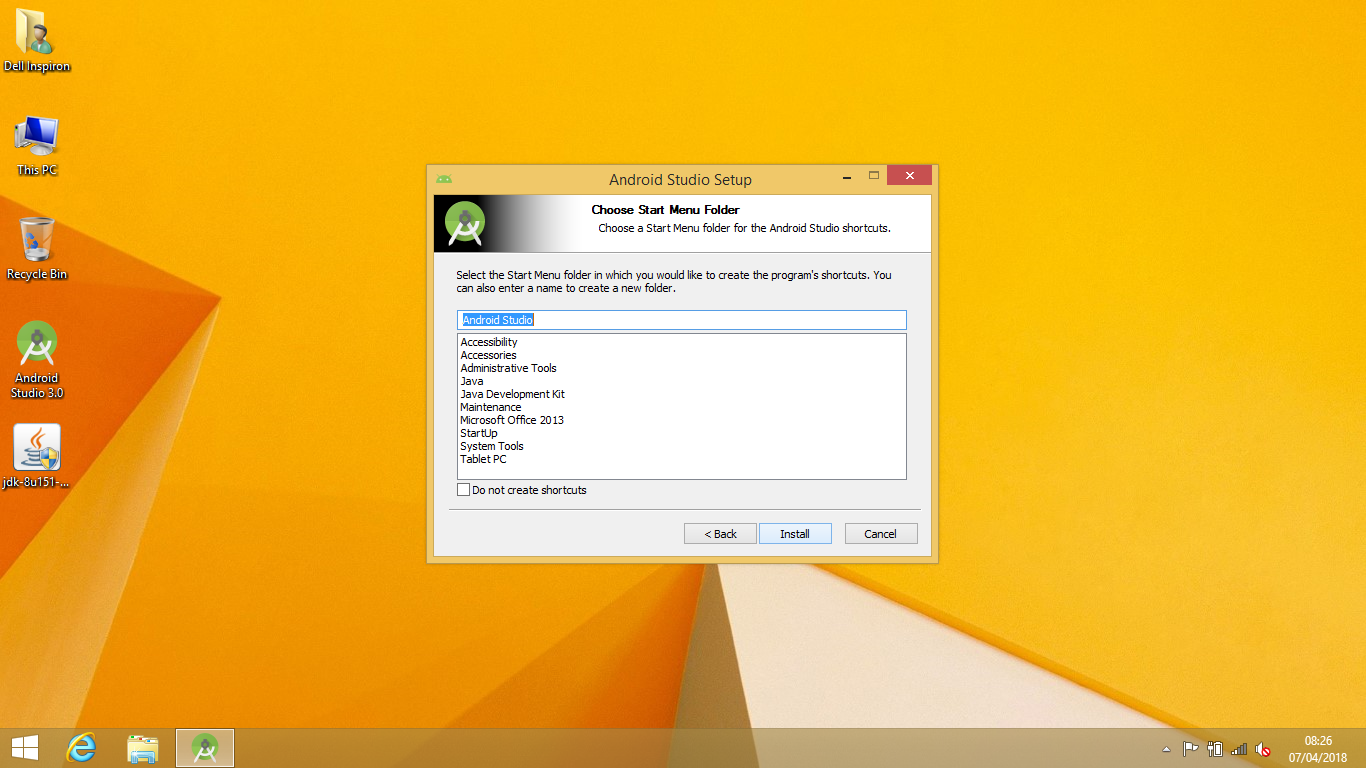 Dell Inspiron
This PC
Recycle Bin
Android
Studio 3.0
jdk-8u151-...
Android Studio Setup
Choose Start Menu Folder
Choose a Start Menu folder for the Android Studio shortcuts.
Select the Start Menu folder in which you would like to create the program's shortcuts. You
can also enter a name to create a new folder.
Android Studio
Accessibility
Accessories
Administrative Tools
Java
Java Development Kit
Maintenance
Microsoft Office 2013
StartUp
System Tools
Tablet PC
Do not create shortcuts
< Back
Install
Cancel
08:26
07/04/2018